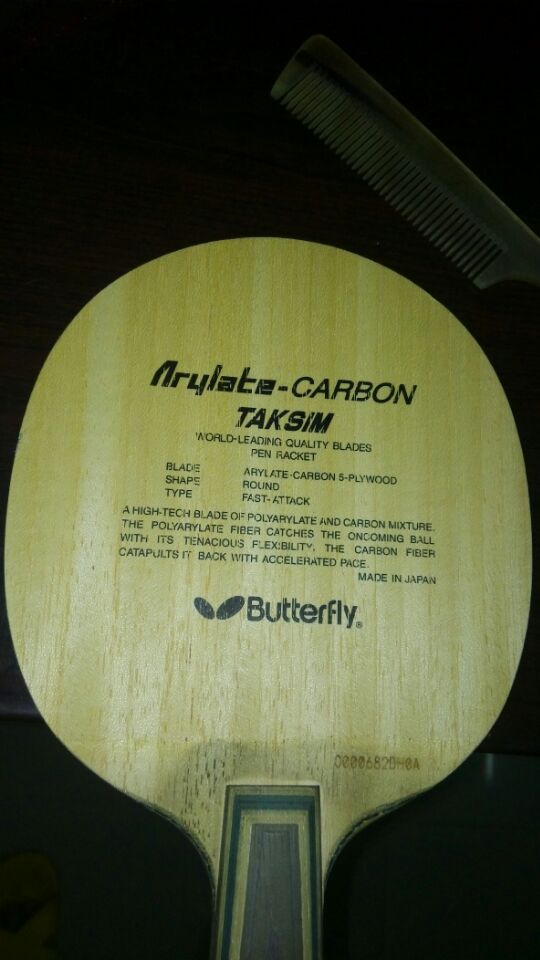 Arylate-CARBON
TAKSIM
WORLD-LEADING QUALITY BLADES
PEN RACKET
BLADE ARYLATE-CARBON 5-PLYWOOD
SHAPE ROUND
TYPE FAST-ATTACK
A HIGH-TECH BLADE OF POLYARYLATE AND CARBON MIXTURE.
THE POLYARYLATE FIBER CATCHES THE ONCOMING BALL
WITH ITS TENACIOUS FLEXIBILITY, THE CARBON FIBER
CATAPULTS IT BACK WITH ACCELERATED PACE.
MADE IN JAPAN
Butterfly®